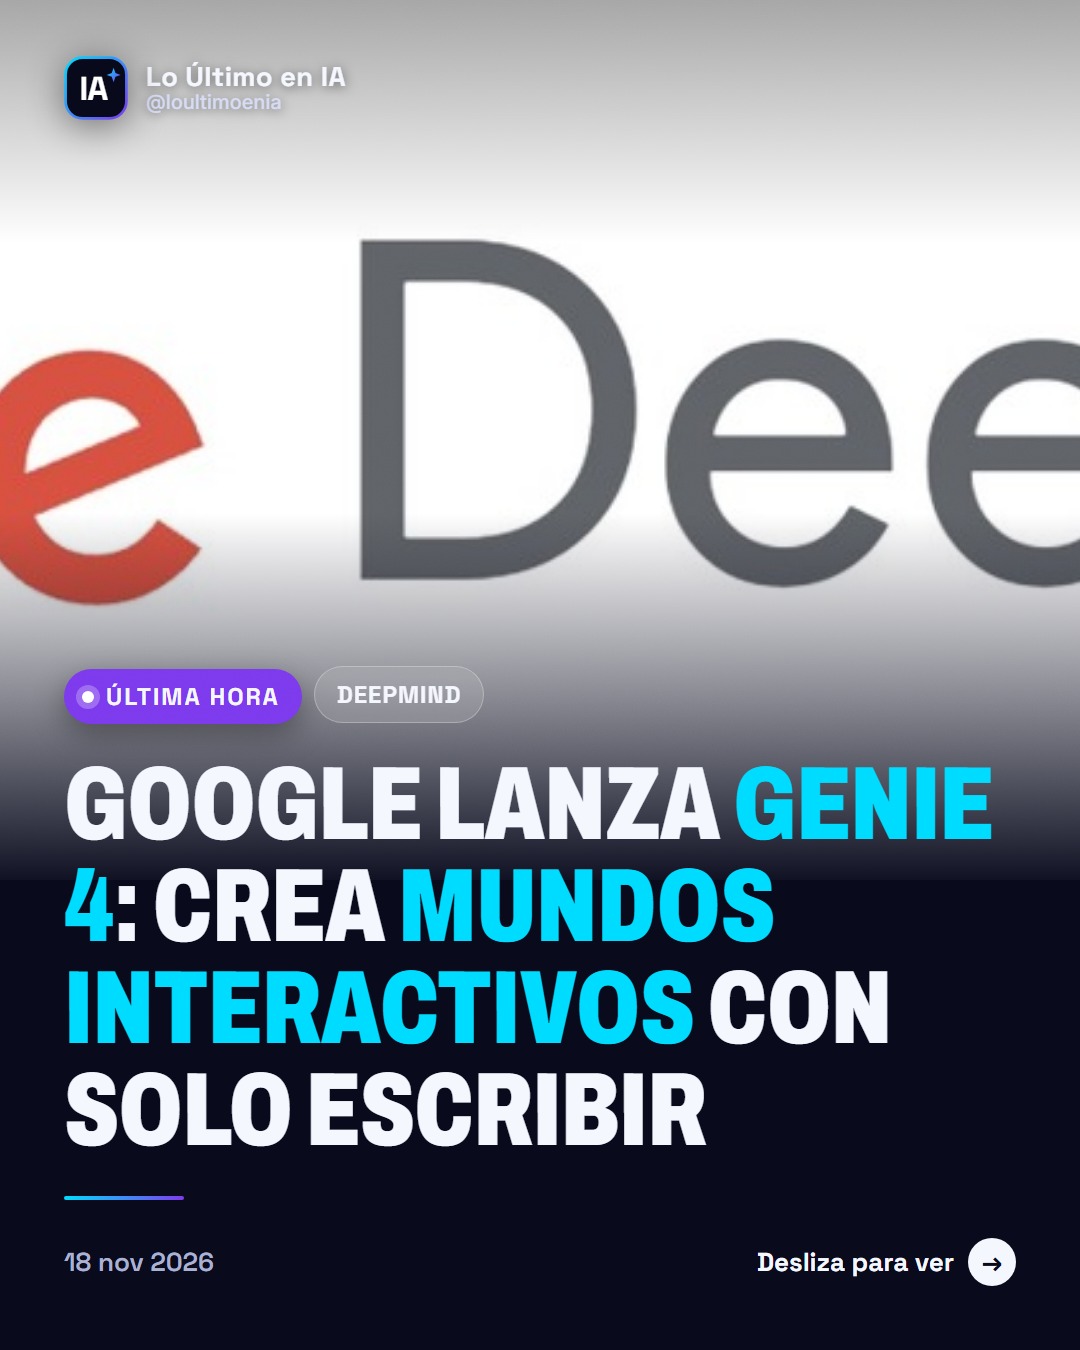 IA
Lo Último en IA
@loultimoenia
e Dee
ÚLTIMA HORA
DEEPMIND
GOOGLE LANZA GENIE
4: CREA MUNDOS
INTERACTIVOS CON
SOLO ESCRIBIR
18 nov 2026
Desliza para ver →